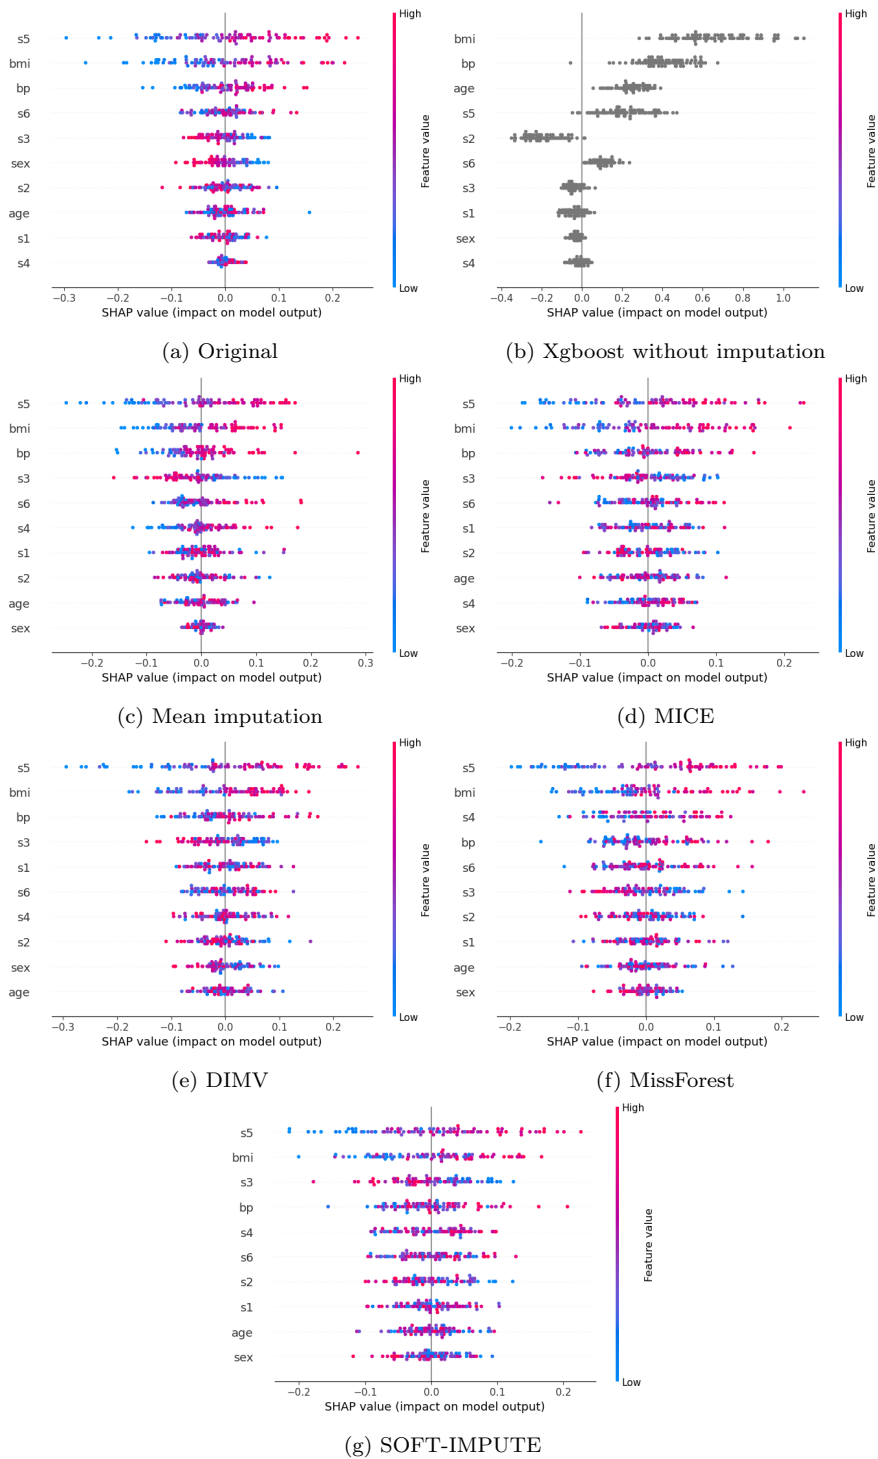 High
s5
bmi
bp
s6
s3
sex
s2
age
s1
s4
Low
Feature value
−0.3 −0.2 −0.1 0.0 0.1 0.2
SHAP value (impact on model output)
(a) Original
High
bmi
bp
age
s5
s2
s6
s3
s1
sex
s4
Low
Feature value
−0.4 −0.2 0.0 0.2 0.4 0.6 0.8 1.0
SHAP value (impact on model output)
(b) Xgboost without imputation
High
s5
bmi
bp
s3
s6
s4
s1
s2
age
sex
Low
Feature value
−0.2 −0.1 0.0 0.1 0.2 0.3
SHAP value (impact on model output)
(c) Mean imputation
High
s5
bmi
bp
s3
s6
s1
s2
age
s4
sex
Low
Feature value
−0.2 −0.1 0.0 0.1 0.2
SHAP value (impact on model output)
(d) MICE
High
s5
bmi
bp
s3
s1
s6
s4
s2
sex
age
Low
Feature value
−0.3 −0.2 −0.1 0.0 0.1 0.2
SHAP value (impact on model output)
(e) DIMV
High
s5
bmi
s4
bp
s6
s3
s2
s1
age
sex
Low
Feature value
−0.2 −0.1 0.0 0.1 0.2
SHAP value (impact on model output)
(f) MissForest
High
s5
bmi
s3
bp
s4
s6
s2
s1
age
sex
Low
Feature value
−0.2 −0.1 0.0 0.1 0.2
SHAP value (impact on model output)
(g) SOFT-IMPUTE